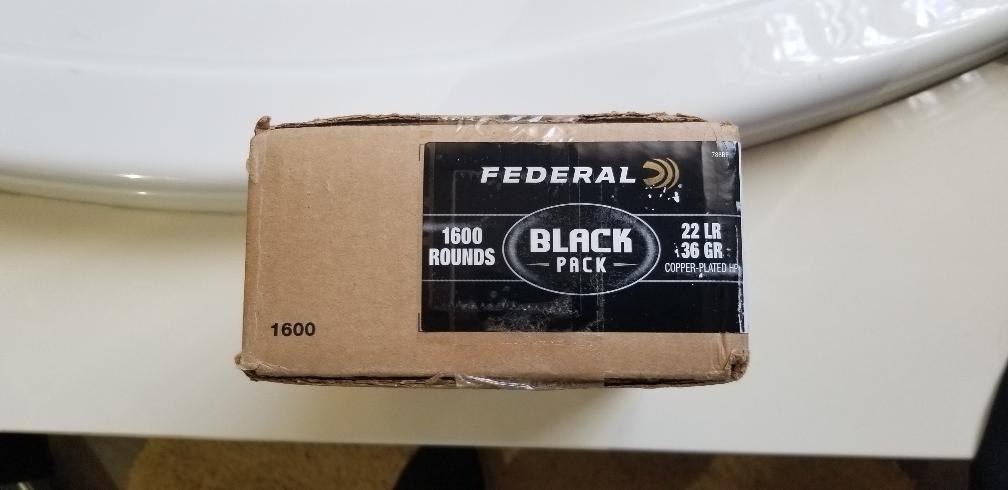 FEDERAL
1600
ROUNDS
BLACK
PACK
22 LR
36 GR
COPPER-PLATED HP
1600